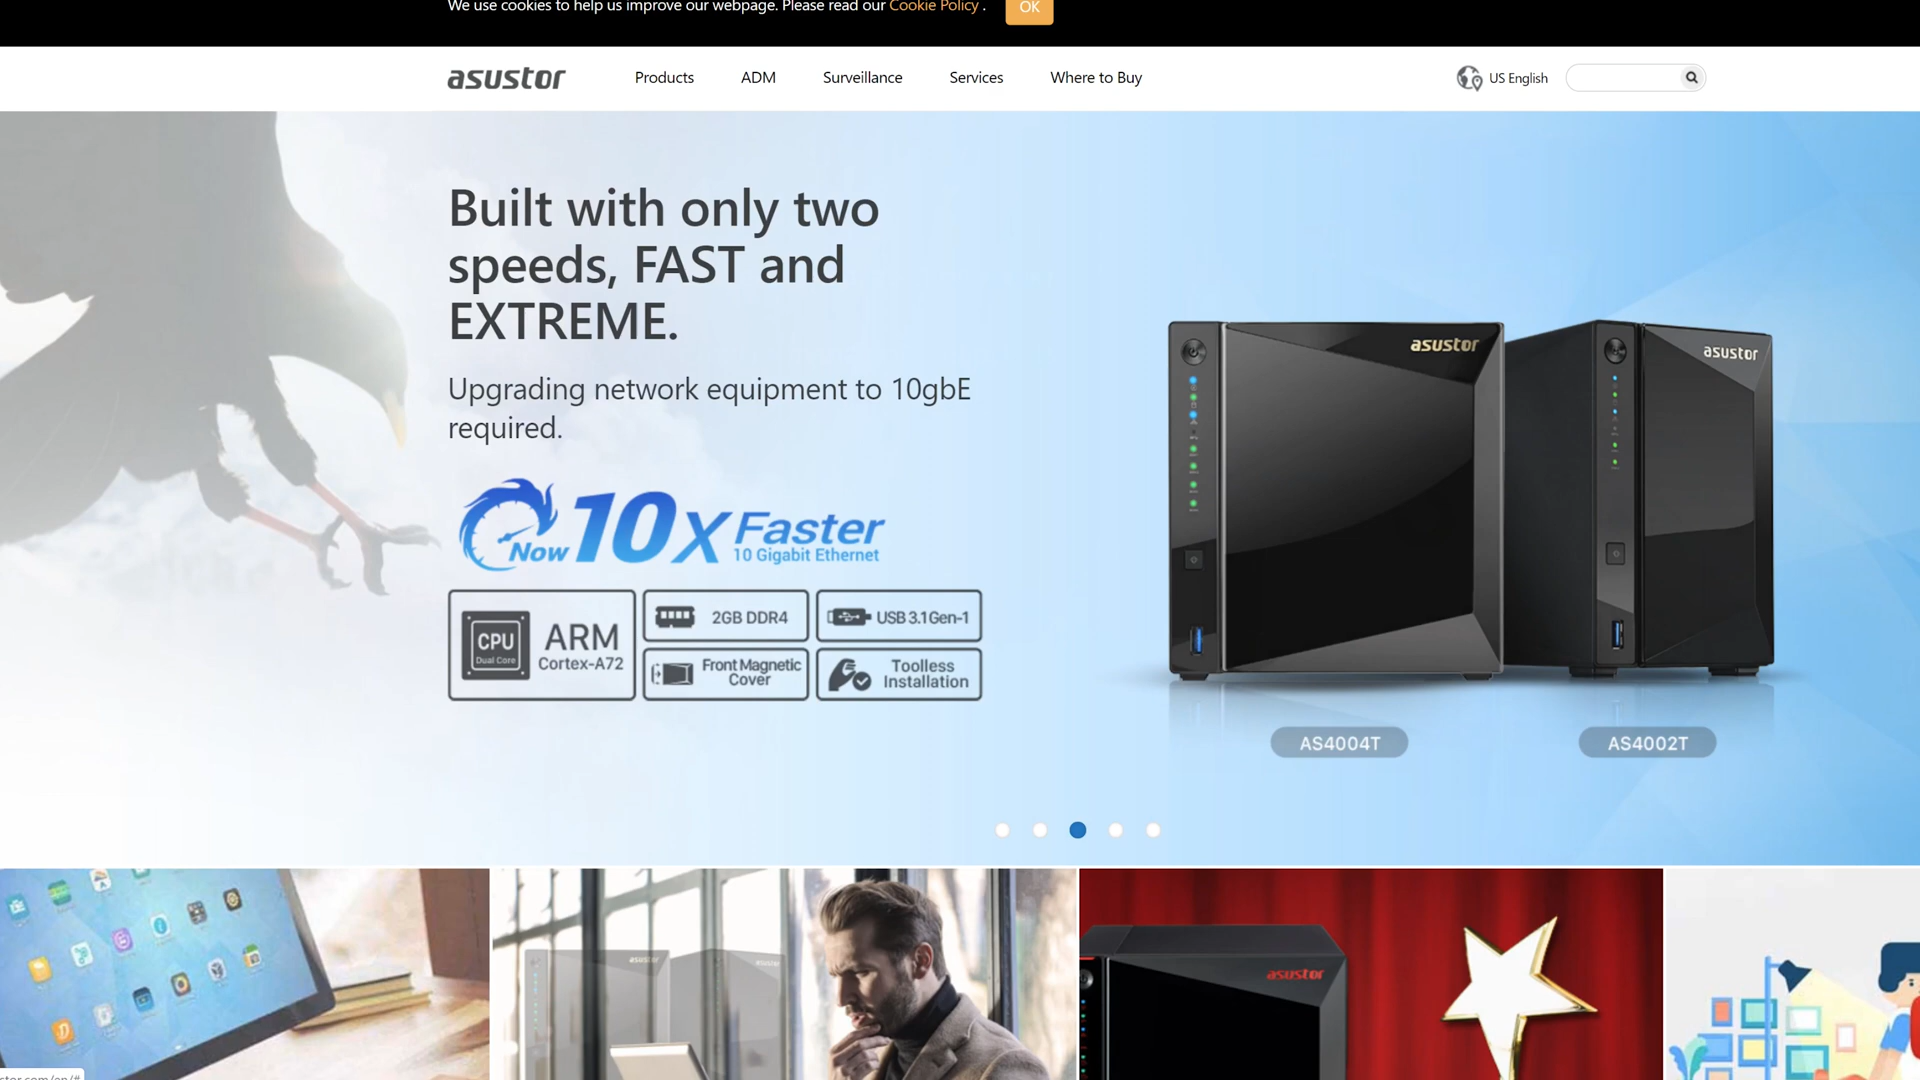 We use cookies to help us improve our webpage. Please read our Cookie Policy .
OK
asustor
Products
ADM
Surveillance
Services
Where to Buy
US English
Built with only two
speeds, FAST and
EXTREME.
Upgrading network equipment to 10gbE
required.
Now 10x Faster
10 Gigabit Ethernet
CPU
Dual Core
ARM
Cortex-A72
2GB DDR4
USB 3.1 Gen-1
Front Magnetic
Cover
Toolless
Installation
asustor
asustor
AS4004T
AS4002T
asustor
asustor
asustor